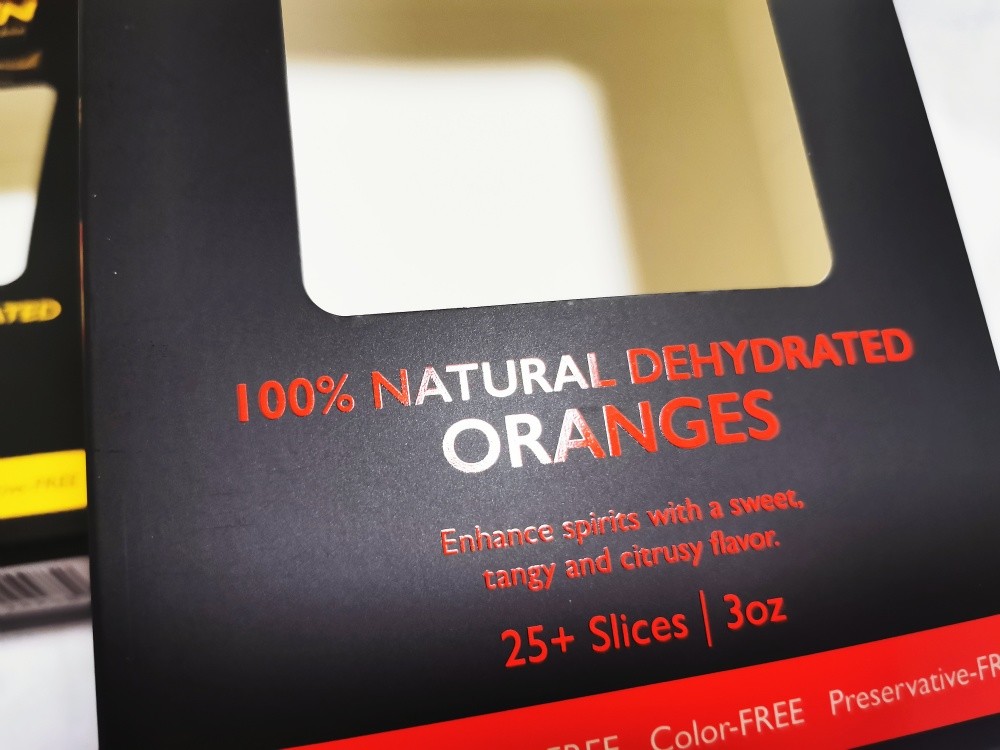 100% NATURAL DEHYDRATED
ORANGES
Enhance spirits with a sweet,
tangy and citrusy flavor.
25+ Slices | 3oz
Color-FREE Preservative-FR